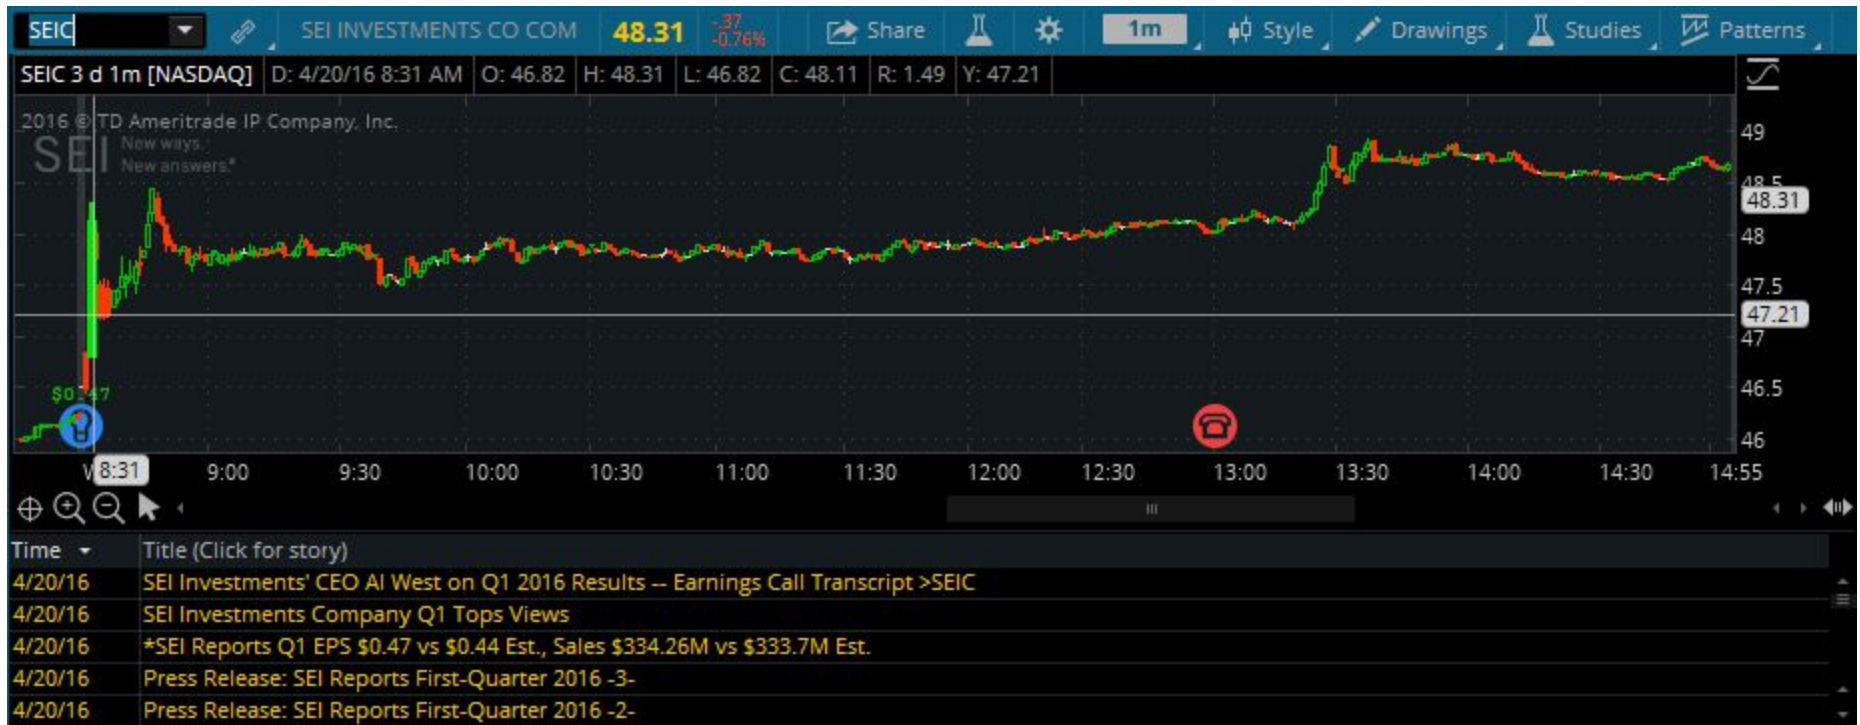 SEIC SEI INVESTMENTS CO COM 48.31 -.37 -0.76% Share 1m Style Drawings Studies Patterns
SEIC 3 d 1m [NASDAQ] D: 4/20/16 8:31 AM O: 46.82 H: 48.31 L: 46.82 C: 48.11 R: 1.49 Y: 47.21
2016 © TD Ameritrade IP Company, Inc.
SEI New ways.
New answers.®
49
48.5
48.31
48
47.5
47.21
47
46.5
$0.47
46
8:31 9:00 9:30 10:00 10:30 11:00 11:30 12:00 12:30 13:00 13:30 14:00 14:30 14:55
Time Title (Click for story)
4/20/16 SEI Investments' CEO Al West on Q1 2016 Results -- Earnings Call Transcript >SEIC
4/20/16 SEI Investments Company Q1 Tops Views
4/20/16 *SEI Reports Q1 EPS $0.47 vs $0.44 Est., Sales $334.26M vs $333.7M Est.
4/20/16 Press Release: SEI Reports First-Quarter 2016 -3-
4/20/16 Press Release: SEI Reports First-Quarter 2016 -2-